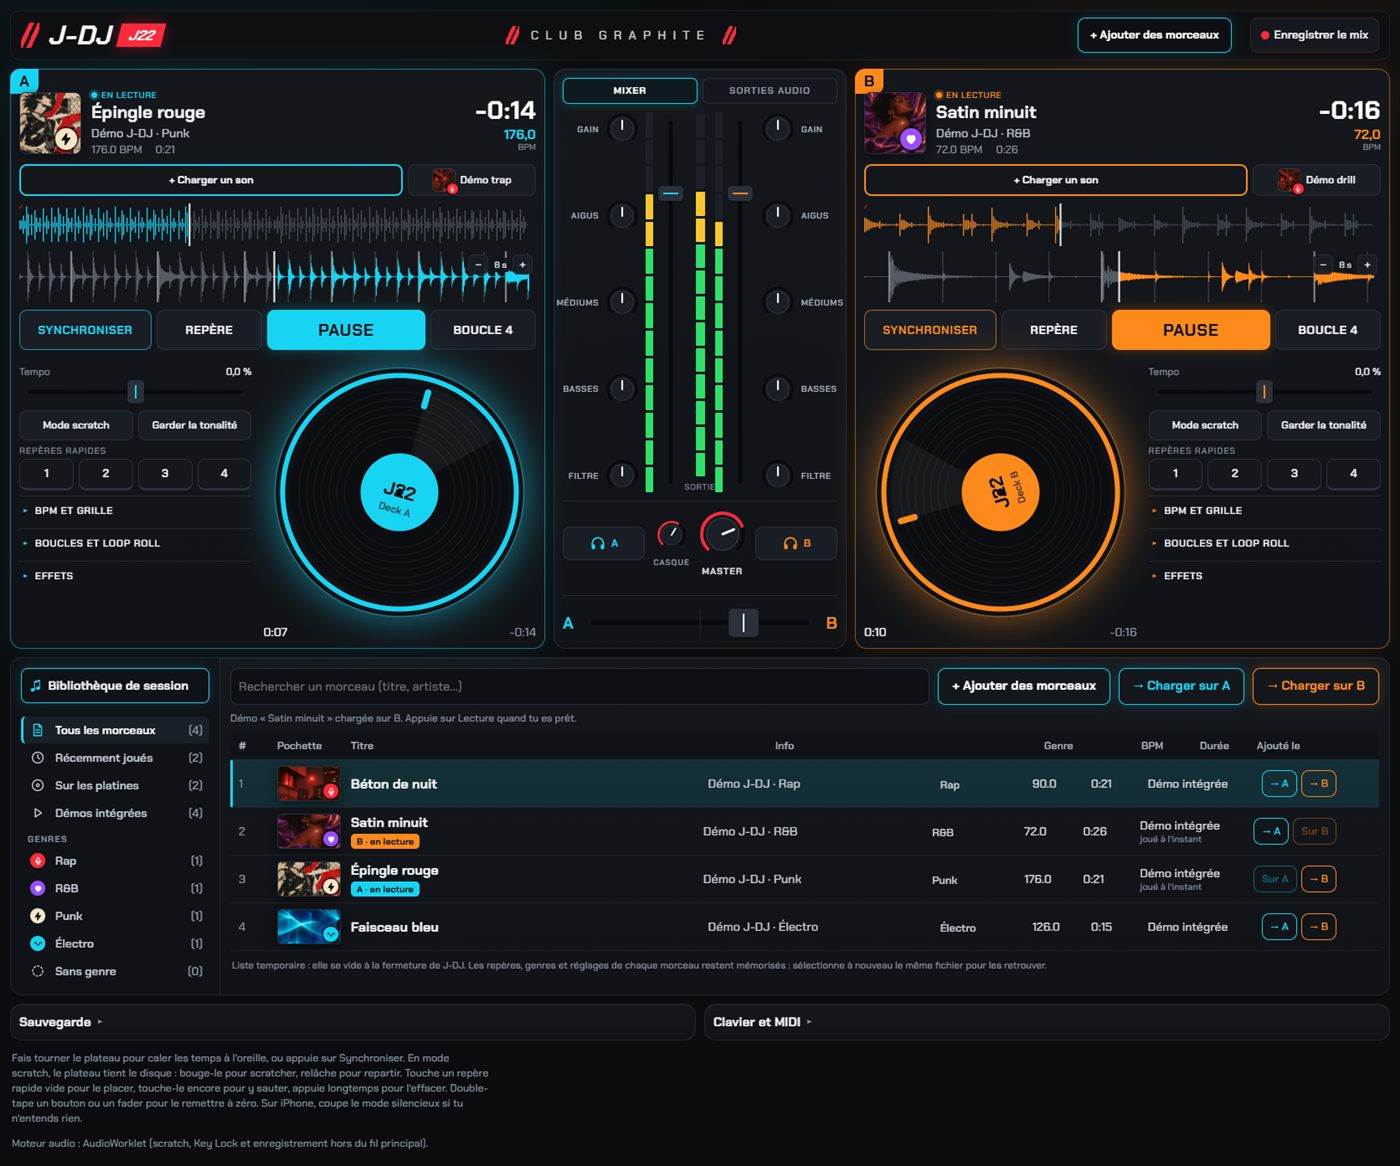 J-DJ J22
CLUB GRAPHITE
+ Ajouter des morceaux
Enregistrer le mix
A
EN LECTURE
Épingle rouge
Démo J-DJ · Punk
176.0 BPM 0:21
-0:14
176,0
BPM
+ Charger un son
Démo trap
− 8 s +
SYNCHRONISER
REPÈRE
PAUSE
BOUCLE 4
Tempo 0,0 %
Mode scratch
Garder la tonalité
REPÈRES RAPIDES
1 2 3 4
▸ BPM ET GRILLE
▸ BOUCLES ET LOOP ROLL
▸ EFFETS
J22
Deck A
0:07 -0:14
MIXER
SORTIES AUDIO
GAIN GAIN
AIGUS AIGUS
MÉDIUMS MÉDIUMS
BASSES BASSES
FILTRE FILTRE
SORTIE
A
CASQUE
MASTER
B
A B
B
EN LECTURE
Satin minuit
Démo J-DJ · R&B
72.0 BPM 0:26
-0:16
72,0
BPM
+ Charger un son
Démo drill
− 8 s +
SYNCHRONISER
REPÈRE
PAUSE
BOUCLE 4
J22
Deck B
0:10 -0:16
Tempo 0,0 %
Mode scratch
Garder la tonalité
REPÈRES RAPIDES
1 2 3 4
▸ BPM ET GRILLE
▸ BOUCLES ET LOOP ROLL
▸ EFFETS
Bibliothèque de session
Tous les morceaux (4)
Récemment joués (2)
Sur les platines (2)
Démos intégrées (4)
GENRES
Rap (1)
R&B (1)
Punk (1)
Électro (1)
Sans genre (0)
Rechercher un morceau (titre, artiste...)
+ Ajouter des morceaux
→ Charger sur A
→ Charger sur B
Démo « Satin minuit » chargée sur B. Appuie sur Lecture quand tu es prêt.
# Pochette Titre Info Genre BPM Durée Ajouté le
1 Béton de nuit Démo J-DJ · Rap Rap 90.0 0:21 Démo intégrée → A → B
2 Satin minuit Démo J-DJ · R&B R&B 72.0 0:26 Démo intégrée → A Sur B
B · en lecture joué à l'instant
3 Épingle rouge Démo J-DJ · Punk Punk 176.0 0:21 Démo intégrée Sur A → B
A · en lecture joué à l'instant
4 Faisceau bleu Démo J-DJ · Électro Électro 126.0 0:15 Démo intégrée → A → B
Liste temporaire : elle se vide à la fermeture de J-DJ. Les repères, genres et réglages de chaque morceau restent mémorisés : sélectionne à nouveau le même fichier pour les retrouver.
Sauvegarde ▸
Clavier et MIDI ▸
Fais tourner le plateau pour caler les temps à l'oreille, ou appuie sur Synchroniser. En mode
scratch, le plateau tient le disque : bouge-le pour scratcher, relâche pour repartir. Touche un repère
rapide vide pour le placer, touche-le encore pour y sauter, appuie longtemps pour l'effacer. Double-
tape un bouton ou un fader pour le remettre à zéro. Sur iPhone, coupe le mode silencieux si tu
n'entends rien.
Moteur audio : AudioWorklet (scratch, Key Lock et enregistrement hors du fil principal).